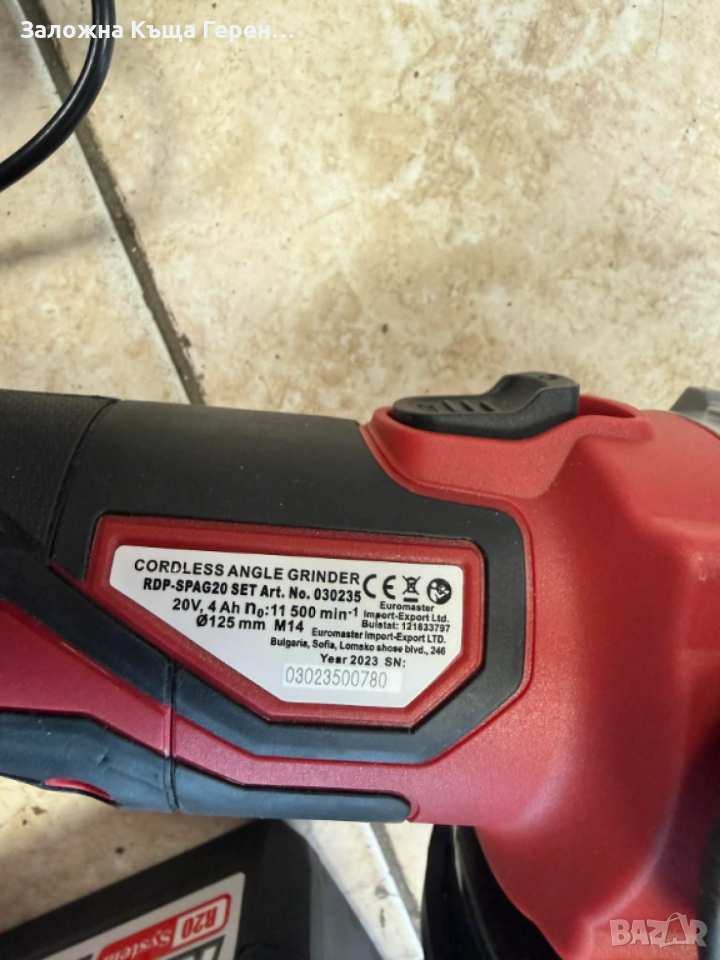 Заложна Къща Герен...
CORDLESS ANGLE GRINDER
RDP-SPAG20 SET Art. No. 030235
20V, 4 Ah n0:11 500 min-1
Ø125 mm M14
Euromaster
Import-Export Ltd.
Bulstat: 121833797
Euromaster Import-Export LTD.
Bulgaria, Sofia, Lomsko shose blvd., 246
Year 2023 SN:
03023500780
R20
System
BAZAR